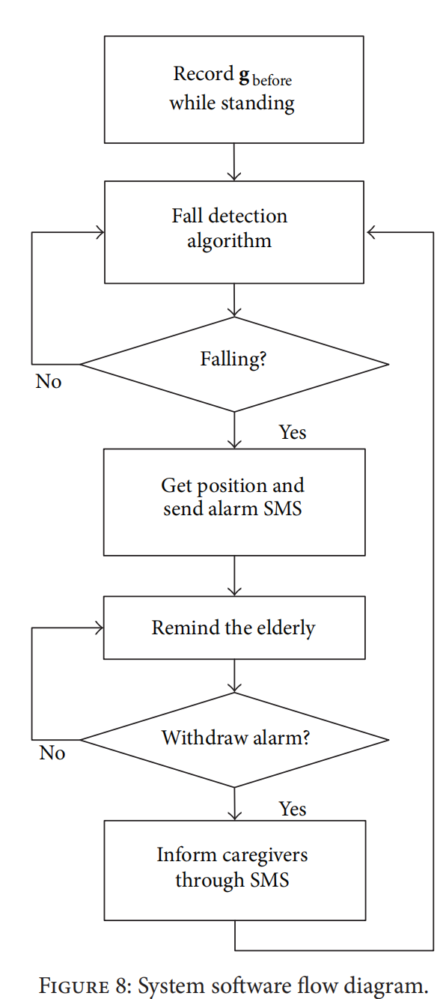 Record g before
while standing
Fall detection
algorithm
Falling?
No
Yes
Get position and
send alarm SMS
Remind the elderly
Withdraw alarm?
No
Yes
Inform caregivers
through SMS
FIGURE 8: System software flow diagram.